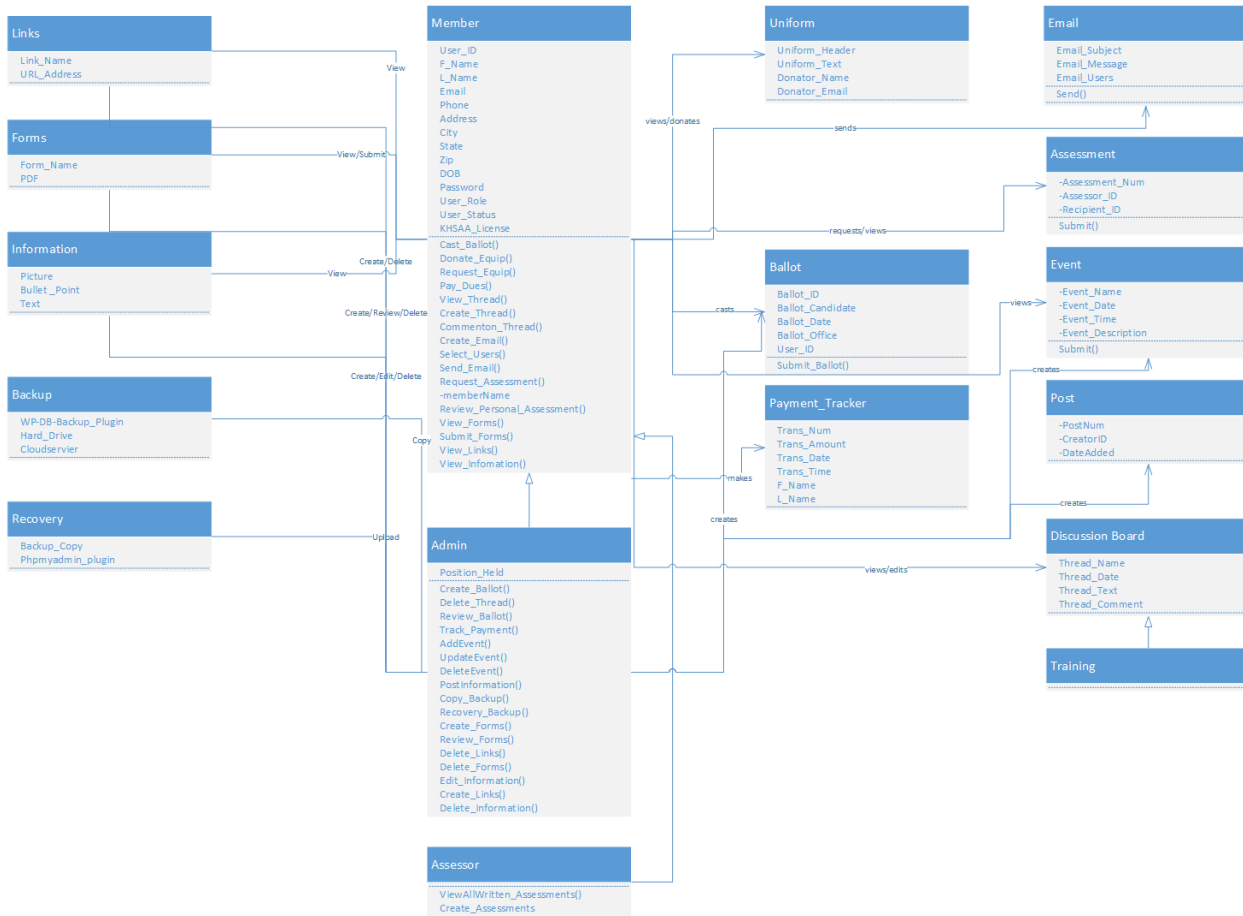 Links
Link_Name
URL_Address
Forms
Form_Name
PDF
Information
Picture
Bullet _Point
Text
Backup
WP-DB-Backup_Plugin
Hard_Drive
Cloudservier
Recovery
Backup_Copy
Phpmyadmin_plugin
View
View/Submit
View
Create/Delete
Create/Review/Delete
Create/Edit/Delete
Copy
Upload
Member
User_ID
F_Name
L_Name
Email
Phone
Address
City
State
Zip
DOB
Password
User_Role
User_Status
KHSAA_License
Cast_Ballot()
Donate_Equip()
Request_Equip()
Pay_Dues()
View_Thread()
Create_Thread()
Commenton_Thread()
Create_Email()
Select_Users()
Send_Email()
Request_Assessment()
-memberName
Review_Personal_Assessment()
View_Forms()
Submit_Forms()
View_Links()
View_Infomation()
Admin
Position_Held
Create_Ballot()
Delete_Thread()
Review_Ballot()
Track_Payment()
AddEvent()
UpdateEvent()
DeleteEvent()
PostInformation()
Copy_Backup()
Recovery_Backup()
Create_Forms()
Review_Forms()
Delete_Links()
Delete_Forms()
Edit_Information()
Create_Links()
Delete_Information()
Assessor
ViewAllWritten_Assessments()
Create_Assessments
views/donates
sends
requests/views
casts
views
creates
makes
creates
creates
views/edits
Uniform
Uniform_Header
Uniform_Text
Donator_Name
Donator_Email
Ballot
Ballot_ID
Ballot_Candidate
Ballot_Date
Ballot_Office
User_ID
Submit_Ballot()
Payment_Tracker
Trans_Num
Trans_Amount
Trans_Date
Trans_Time
F_Name
L_Name
Email
Email_Subject
Email_Message
Email_Users
Send()
Assessment
-Assessment_Num
-Assessor_ID
-Recipient_ID
Submit()
Event
-Event_Name
-Event_Date
-Event_Time
-Event_Description
Submit()
Post
-PostNum
-CreatorID
-DateAdded
Discussion Board
Thread_Name
Thread_Date
Thread_Text
Thread_Comment
Training